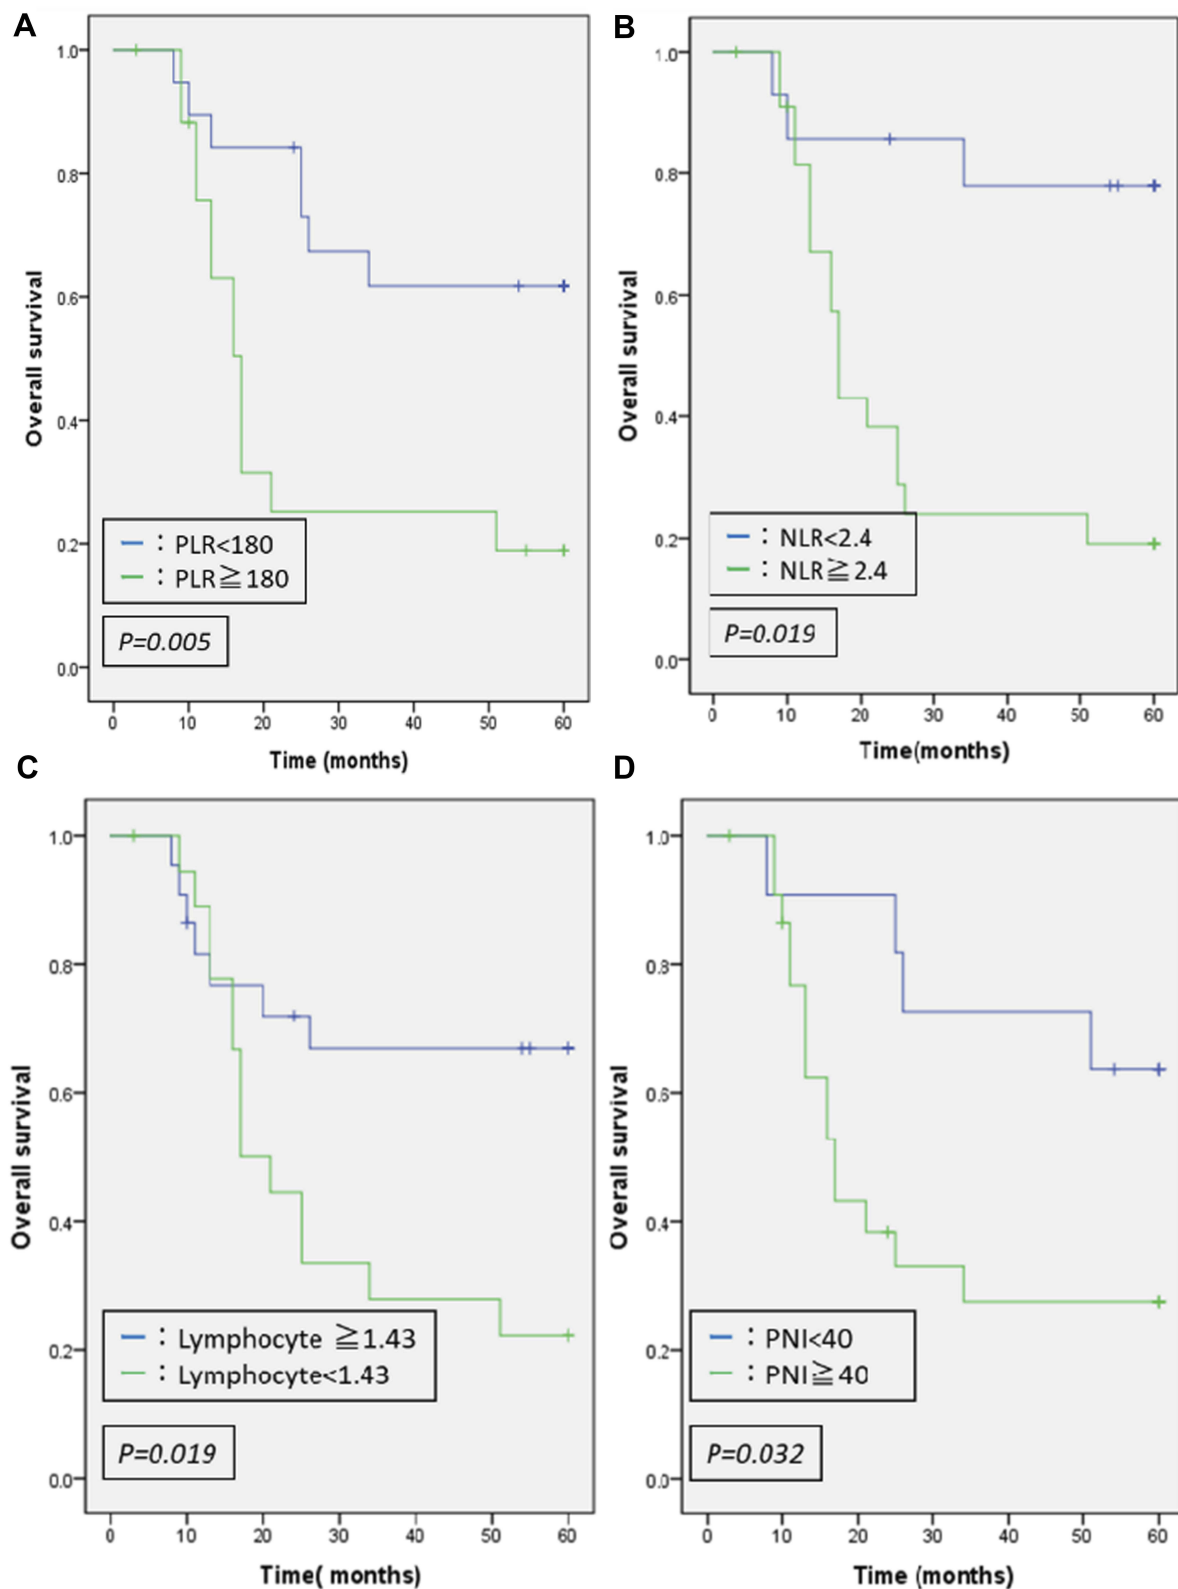 A
Overall survival
1.0
0.8
0.6
0.4
0.2
0.0
: PLR<180
: PLR≧180
P=0.005
0 10 20 30 40 50 60
Time (months)
B
Overall survival
1.0
0.8
0.6
0.4
0.2
0.0
: NLR<2.4
: NLR≧2.4
P=0.019
0 10 20 30 40 50 60
Time(months)
C
Overall survival
1.0
0.8
0.6
0.4
0.2
0.0
: Lymphocyte ≧1.43
: Lymphocyte<1.43
P=0.019
0 10 20 30 40 50 60
Time( months)
D
Overall survival
1.0
0.8
0.6
0.4
0.2
0.0
: PNI<40
: PNI≧40
P=0.032
0 10 20 30 40 50 60
Time (months)